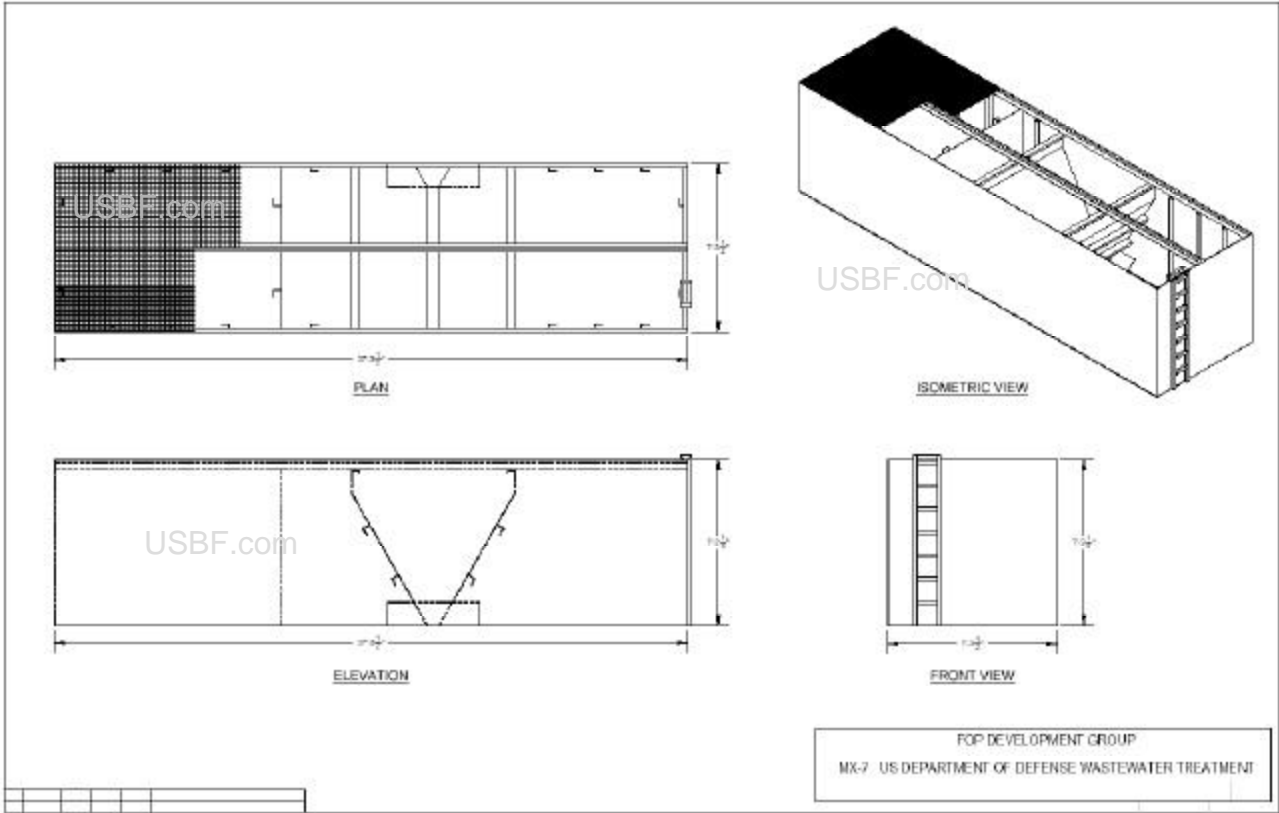 USBF.com
PLAN
USBF.com
ISOMETRIC VIEW
USBF.com
ELEVATION
FRONT VIEW
FOP DEVELOPMENT GROUP
MX-7 US DEPARTMENT OF DEFENSE WASTEWATER TREATMENT